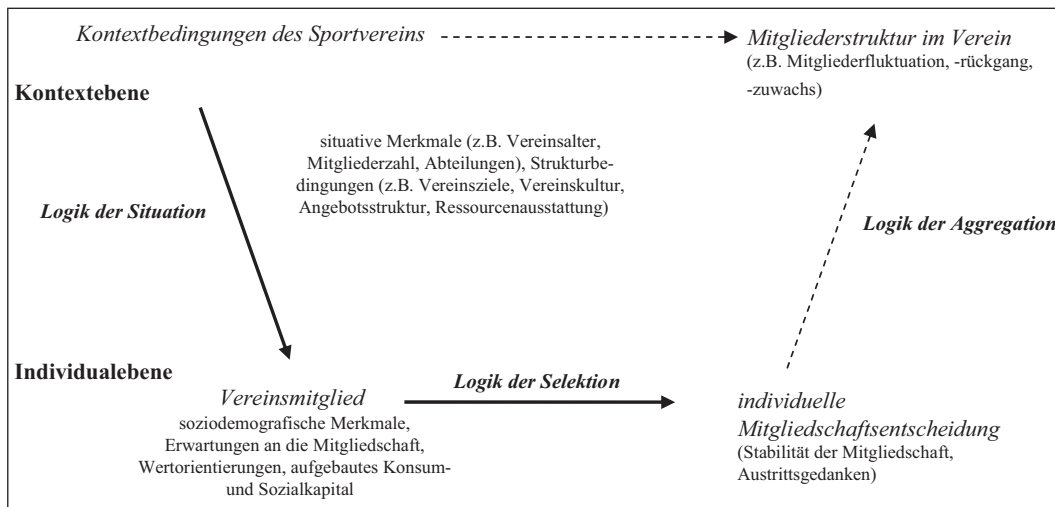 Kontextbedingungen des Sportvereins
Mitgliederstruktur im Verein
(z.B. Mitgliederfluktuation, -rückgang,
-zuwachs)
Kontextebene
situative Merkmale (z.B. Vereinsalter,
Mitgliederzahl, Abteilungen), Strukturbe-
dingungen (z.B. Vereinsziele, Vereinskultur,
Angebotsstruktur, Ressourcenausstattung)
Logik der Situation
Logik der Aggregation
Individualebene
Vereinsmitglied
soziodemografische Merkmale,
Erwartungen an die Mitgliedschaft,
Wertorientierungen, aufgebautes Konsum-
und Sozialkapital
Logik der Selektion
individuelle
Mitgliedschaftsentscheidung
(Stabilität der Mitgliedschaft,
Austrittsgedanken)